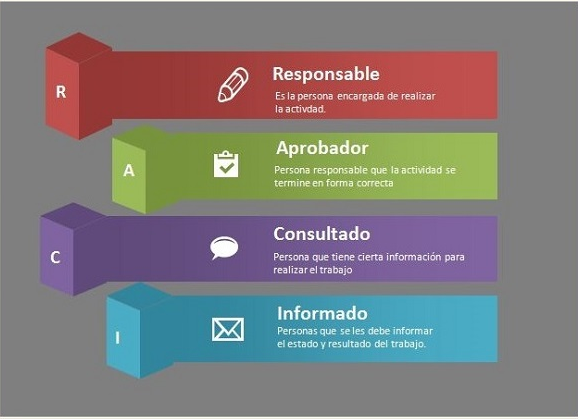 R
Responsable
Es la persona encargada de realizar
la activdad.
A
Aprobador
Persona responsable que la actividad se
termine en forma correcta
C
Consultado
Persona que tiene cierta información para
realizar el trabajo
I
Informado
Personas que se les debe informar
el estado y resultado del trabajo.